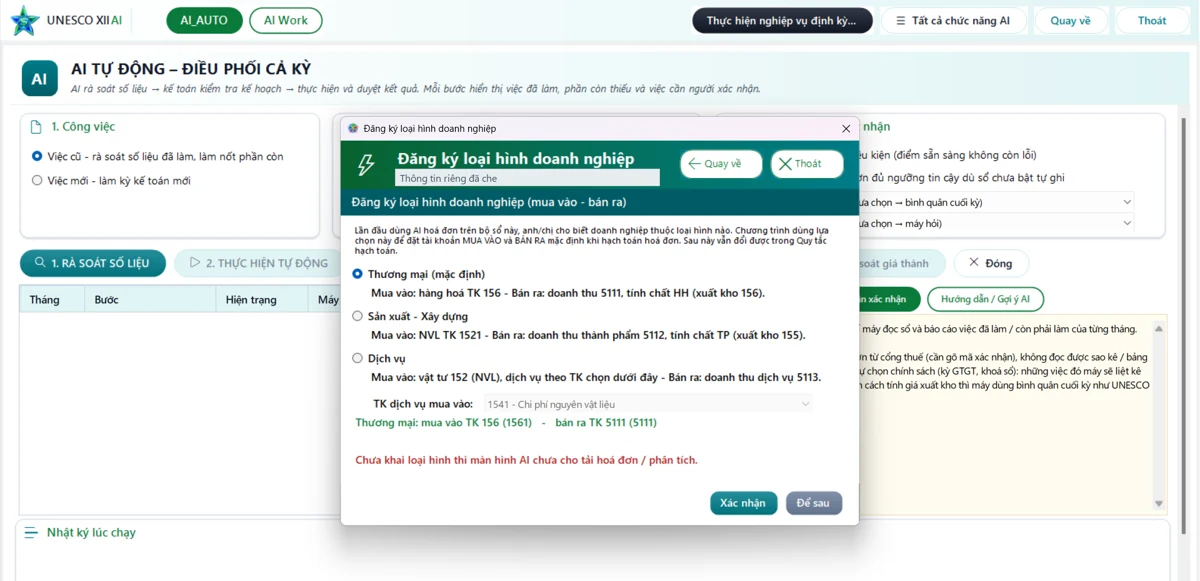 UNESCO XII AI
AI_AUTO
AI Work
Thực hiện nghiệp vụ định kỳ...
Tất cả chức năng AI
Quay về
Thoát
AI
AI TỰ ĐỘNG – ĐIỀU PHỐI CẢ KỲ
AI rà soát số liệu → kế toán kiểm tra kế hoạch → thực hiện và duyệt kết quả. Mỗi bước hiển thị việc đã làm, phần còn thiếu và việc cần người xác nhận.
1. Công việc
Việc cũ - rà soát số liệu đã làm, làm nốt phần còn
Việc mới - làm kỳ kế toán mới
nhận
kiện (điểm sẵn sàng không còn lỗi)
đủ ngưỡng tin cậy dù sổ chưa bật tự ghi
chọn → bình quân cuối kỳ)
chọn → máy hỏi)
1. RÀ SOÁT SỐ LIỆU
2. THỰC HIỆN TỰ ĐỘNG
soát giá thành
Đóng
Tháng
Bước
Hiện trạng
Máy
xác nhận
Hướng dẫn / Gợi ý AI
máy đọc sổ và báo cáo việc đã làm / còn phải làm của từng tháng.
từ cổng thuế (cần gõ mã xác nhận), không đọc được sao kê / bảng
chọn chính sách (kỳ GTGT, khoá sổ): những việc đó máy sẽ liệt kê
cách tính giá xuất kho thì máy dùng bình quân cuối kỳ như UNESCO
Nhật ký lúc chạy
Đăng ký loại hình doanh nghiệp
Đăng ký loại hình doanh nghiệp
Thông tin riêng đã che
Quay về
Thoát
Đăng ký loại hình doanh nghiệp (mua vào - bán ra)
Lần đầu dùng AI hoá đơn trên bộ sổ này, anh/chị cho biết doanh nghiệp thuộc loại hình nào. Chương trình dùng lựa
chọn này để đặt tài khoản MUA VÀO và BÁN RA mặc định khi hạch toán hoá đơn. Sau này vẫn đổi được trong Quy tắc
hạch toán.
Thương mại (mặc định)
Mua vào: hàng hoá TK 156 - Bán ra: doanh thu 5111, tính chất HH (xuất kho 156).
Sản xuất - Xây dựng
Mua vào: NVL TK 1521 - Bán ra: doanh thu thành phẩm 5112, tính chất TP (xuất kho 155).
Dịch vụ
Mua vào: vật tư 152 (NVL), dịch vụ theo TK chọn dưới đây - Bán ra: doanh thu dịch vụ 5113.
TK dịch vụ mua vào:
1541 - Chi phí nguyên vật liệu
Thương mại: mua vào TK 156 (1561) - bán ra TK 5111 (5111)
Chưa khai loại hình thì màn hình AI chưa cho tải hoá đơn / phân tích.
Xác nhận
Để sau